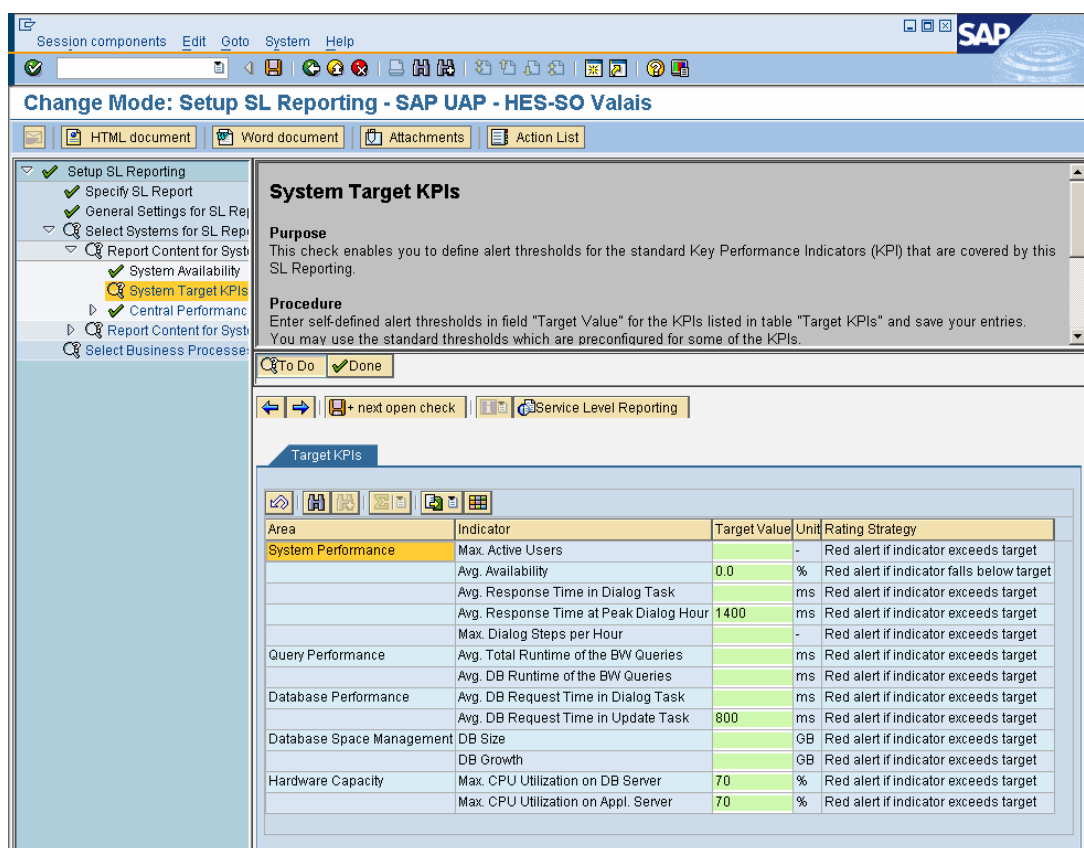 Session components Edit Goto System Help
SAP
Change Mode: Setup SL Reporting - SAP UAP - HES-SO Valais
HTML document Word document Attachments Action List
Setup SL Reporting
Specify SL Report
General Settings for SL Rep
Select Systems for SL Repo
Report Content for Syste
System Availability
System Target KPIs
Central Performanc
Report Content for Syste
Select Business Processes
System Target KPIs
Purpose
This check enables you to define alert thresholds for the standard Key Performance Indicators (KPI) that are covered by this
SL Reporting.
Procedure
Enter self-defined alert thresholds in field "Target Value" for the KPIs listed in table "Target KPIs" and save your entries.
You may use the standard thresholds which are preconfigured for some of the KPIs.
To Do Done
+ next open check Service Level Reporting
Target KPIs
Area Indicator Target Value Unit Rating Strategy
System Performance Max. Active Users - Red alert if indicator exceeds target
Avg. Availability 0.0 % Red alert if indicator falls below target
Avg. Response Time in Dialog Task ms Red alert if indicator exceeds target
Avg. Response Time at Peak Dialog Hour 1400 ms Red alert if indicator exceeds target
Max. Dialog Steps per Hour - Red alert if indicator exceeds target
Query Performance Avg. Total Runtime of the BW Queries ms Red alert if indicator exceeds target
Avg. DB Runtime of the BW Queries ms Red alert if indicator exceeds target
Database Performance Avg. DB Request Time in Dialog Task ms Red alert if indicator exceeds target
Avg. DB Request Time in Update Task 800 ms Red alert if indicator exceeds target
Database Space Management DB Size GB Red alert if indicator exceeds target
DB Growth GB Red alert if indicator exceeds target
Hardware Capacity Max. CPU Utilization on DB Server 70 % Red alert if indicator exceeds target
Max. CPU Utilization on Appl. Server 70 % Red alert if indicator exceeds target